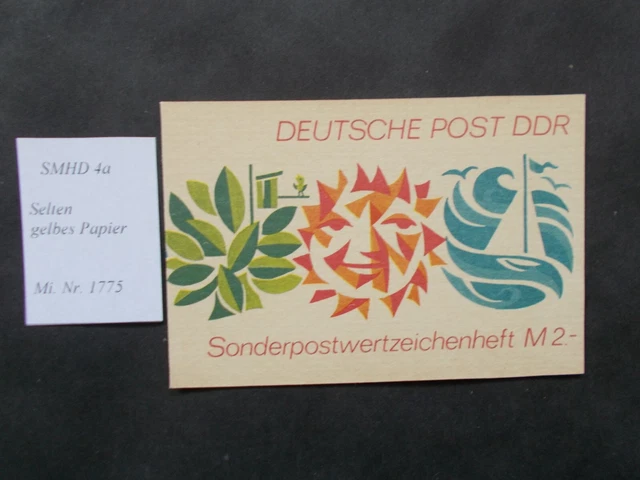 SMHD 4a
Selten
gelbes Papier
Mi. Nr. 1775
DEUTSCHE POST DDR
Sonderpostwertzeichenheft M 2.-